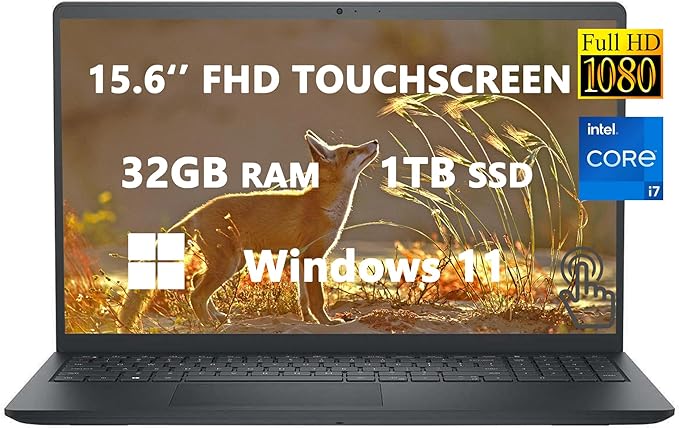 15.6‘’ FHD TOUCHSCREEN
Full HD
1080
32GB RAM
1TB SSD
intel
CORE
i7
Windows 11